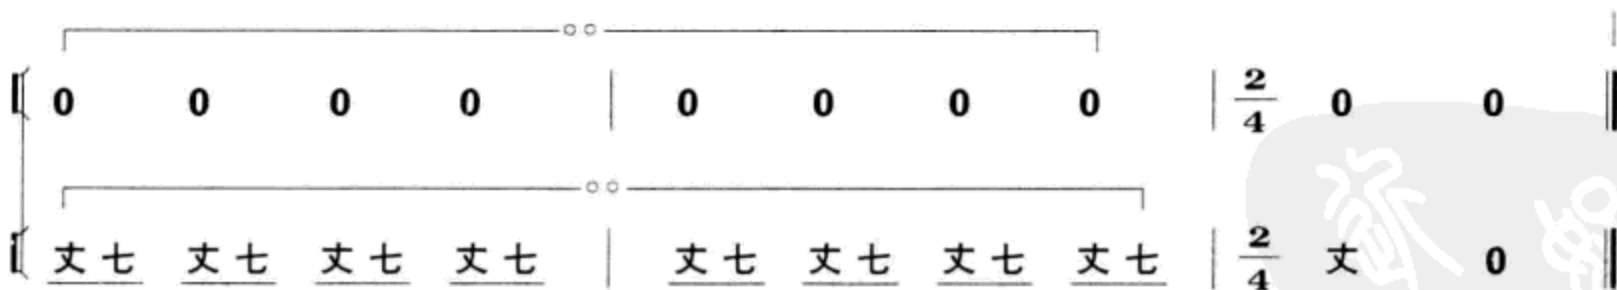 0 0 0 0 | 0 0 0 0 | 2/4 0 0
丈七 丈七 丈七 丈七 | 丈七 丈七 丈七 丈七 | 2/4 丈 0